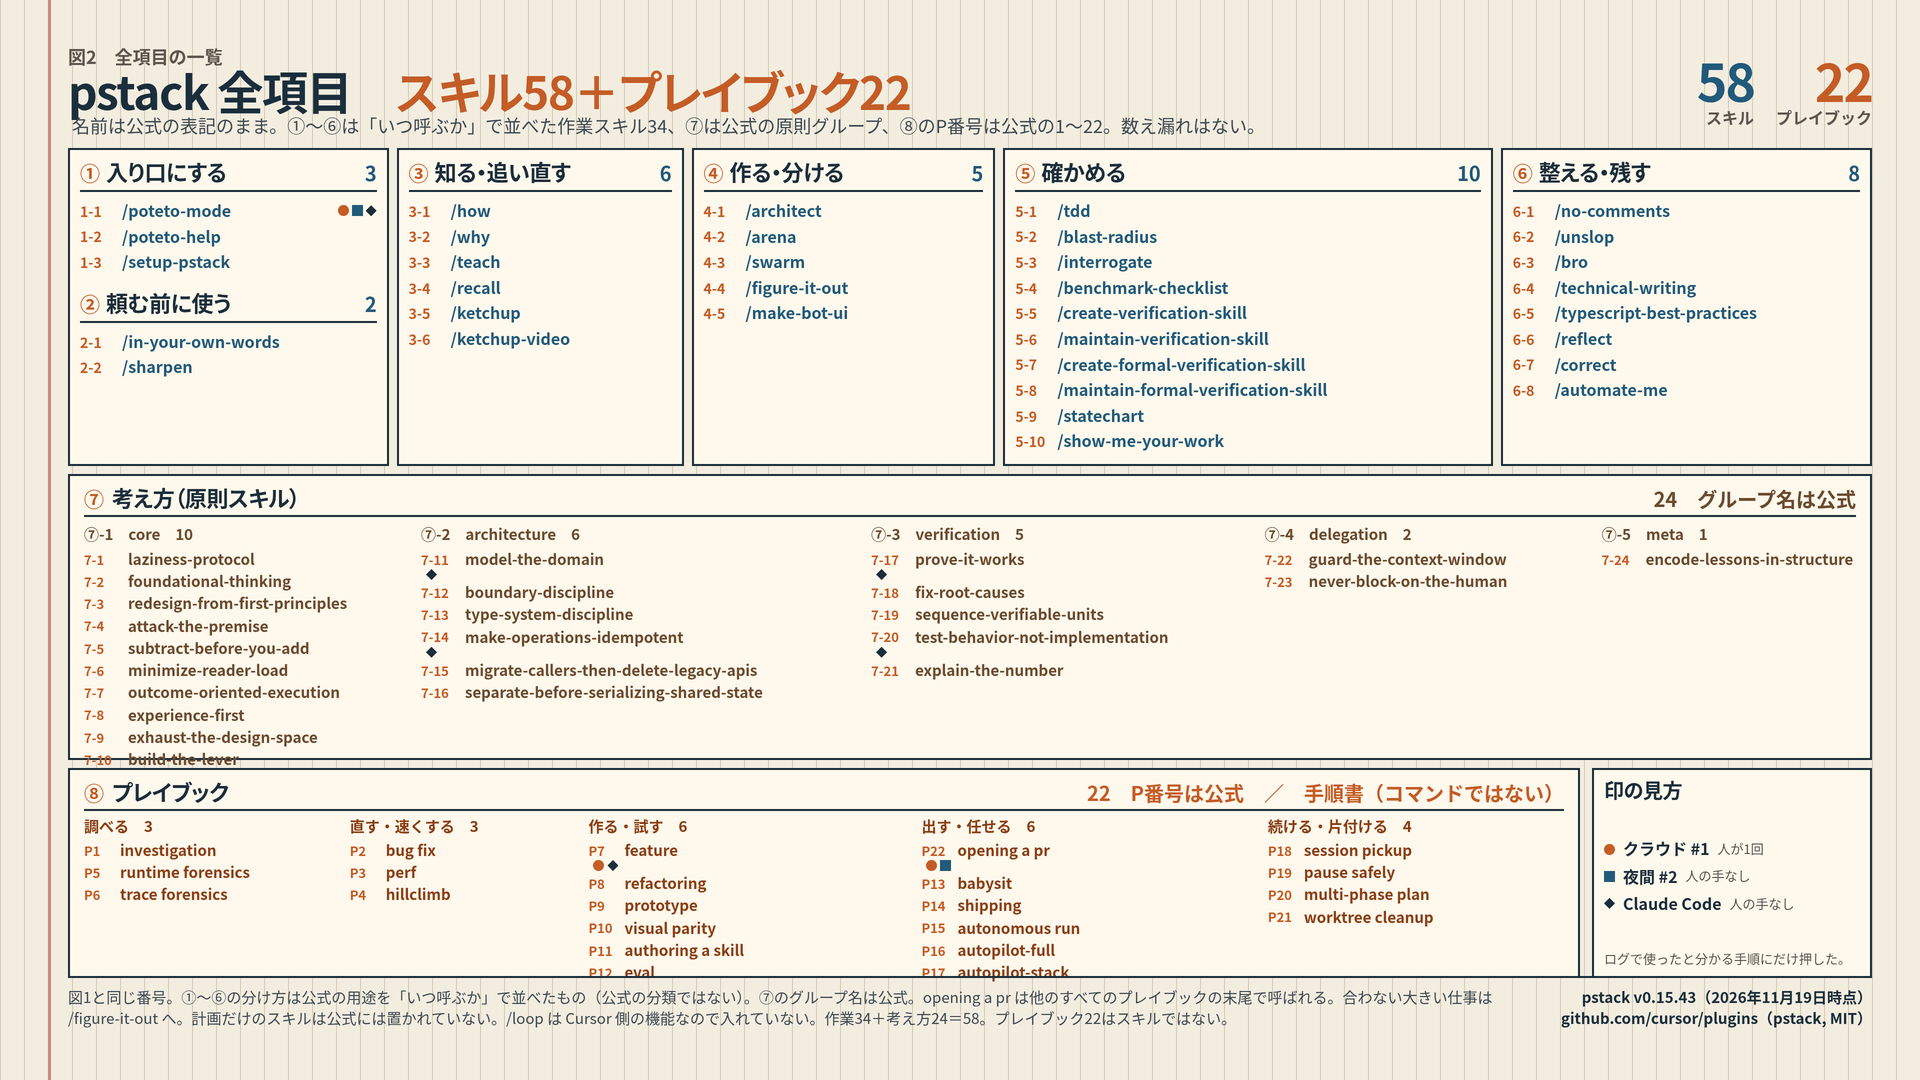 図2　全項目の一覧
pstack 全項目　スキル58＋プレイブック22
58 スキル
22 プレイブック
名前は公式の表記のまま。①〜⑥は「いつ呼ぶか」で並べた作業スキル34、⑦は公式の原則グループ、⑧のP番号は公式の1〜22。数え漏れはない。
① 入り口にする 3
1-1 /poteto-mode
1-2 /poteto-help
1-3 /setup-pstack
② 頼む前に使う 2
2-1 /in-your-own-words
2-2 /sharpen
③ 知る・追い直す 6
3-1 /how
3-2 /why
3-3 /teach
3-4 /recall
3-5 /ketchup
3-6 /ketchup-video
④ 作る・分ける 5
4-1 /architect
4-2 /arena
4-3 /swarm
4-4 /figure-it-out
4-5 /make-bot-ui
⑤ 確かめる 10
5-1 /tdd
5-2 /blast-radius
5-3 /interrogate
5-4 /benchmark-checklist
5-5 /create-verification-skill
5-6 /maintain-verification-skill
5-7 /create-formal-verification-skill
5-8 /maintain-formal-verification-skill
5-9 /statechart
5-10 /show-me-your-work
⑥ 整える・残す 8
6-1 /no-comments
6-2 /unslop
6-3 /bro
6-4 /technical-writing
6-5 /typescript-best-practices
6-6 /reflect
6-7 /correct
6-8 /automate-me
⑦ 考え方（原則スキル） 24　グループ名は公式
⑦-1 core 10
7-1 laziness-protocol
7-2 foundational-thinking
7-3 redesign-from-first-principles
7-4 attack-the-premise
7-5 subtract-before-you-add
7-6 minimize-reader-load
7-7 outcome-oriented-execution
7-8 experience-first
7-9 exhaust-the-design-space
7-10 build-the-lever
⑦-2 architecture 6
7-11 model-the-domain
7-12 boundary-discipline
7-13 type-system-discipline
7-14 make-operations-idempotent
7-15 migrate-callers-then-delete-legacy-apis
7-16 separate-before-serializing-shared-state
⑦-3 verification 5
7-17 prove-it-works
7-18 fix-root-causes
7-19 sequence-verifiable-units
7-20 test-behavior-not-implementation
7-21 explain-the-number
⑦-4 delegation 2
7-22 guard-the-context-window
7-23 never-block-on-the-human
⑦-5 meta 1
7-24 encode-lessons-in-structure
⑧ プレイブック 22　P番号は公式　／　手順書（コマンドではない）
調べる 3
P1 investigation
P5 runtime forensics
P6 trace forensics
直す・速くする 3
P2 bug fix
P3 perf
P4 hillclimb
作る・試す 6
P7 feature
P8 refactoring
P9 prototype
P10 visual parity
P11 authoring a skill
P12 eval
出す・任せる 6
P22 opening a pr
P13 babysit
P14 shipping
P15 autonomous run
P16 autopilot-full
P17 autopilot-stack
続ける・片付ける 4
P18 session pickup
P19 pause safely
P20 multi-phase plan
P21 worktree cleanup
印の見方
クラウド #1 人が1回
夜間 #2 人の手なし
Claude Code 人の手なし
ログで使ったと分かる手順にだけ押した。
図1と同じ番号。①〜⑥の分け方は公式の用途を「いつ呼ぶか」で並べたもの（公式の分類ではない）。⑦のグループ名は公式。opening a pr は他のすべてのプレイブックの末尾で呼ばれる。合わない大きい仕事は
/figure-it-out へ。計画だけのスキルは公式には置かれていない。/loop は Cursor 側の機能なので入れていない。作業34＋考え方24＝58。プレイブック22はスキルではない。
pstack v0.15.43（2026年11月19日時点）
github.com/cursor/plugins（pstack, MIT）